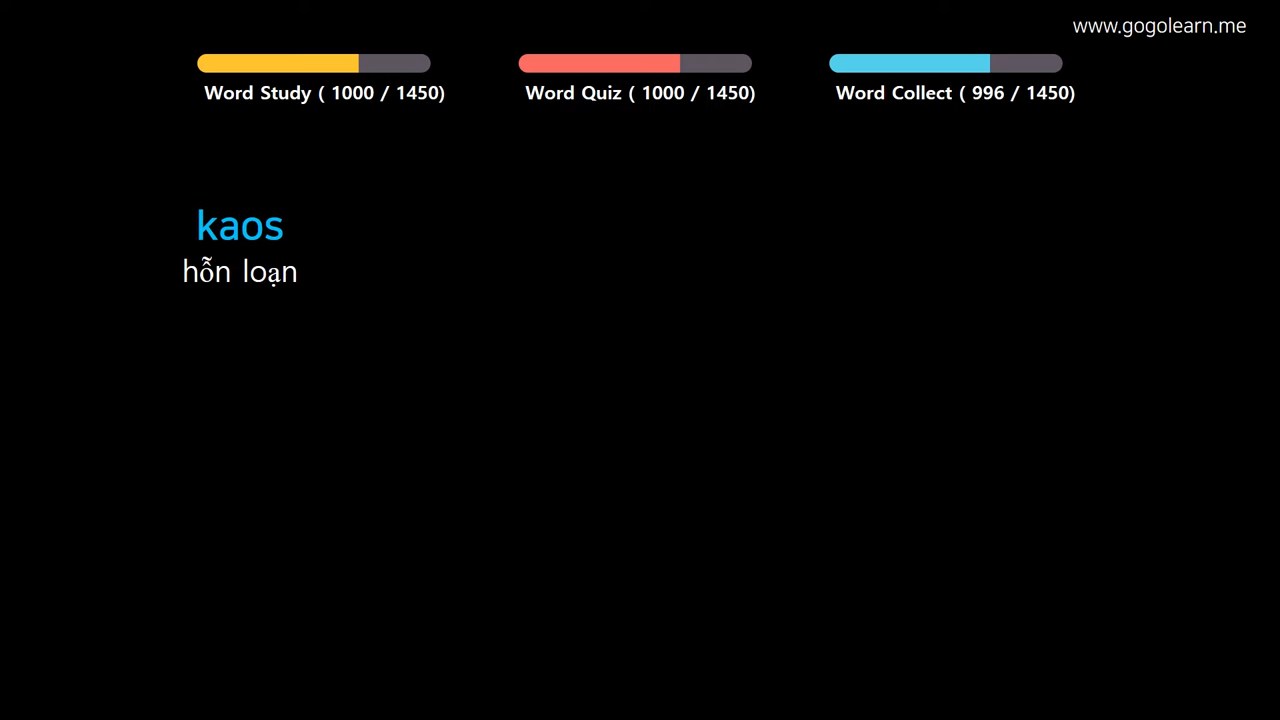 www.gogolearn.me
Word Study ( 1000 / 1450)
Word Quiz ( 1000 / 1450)
Word Collect ( 996 / 1450)
kaos
hỗn loạn